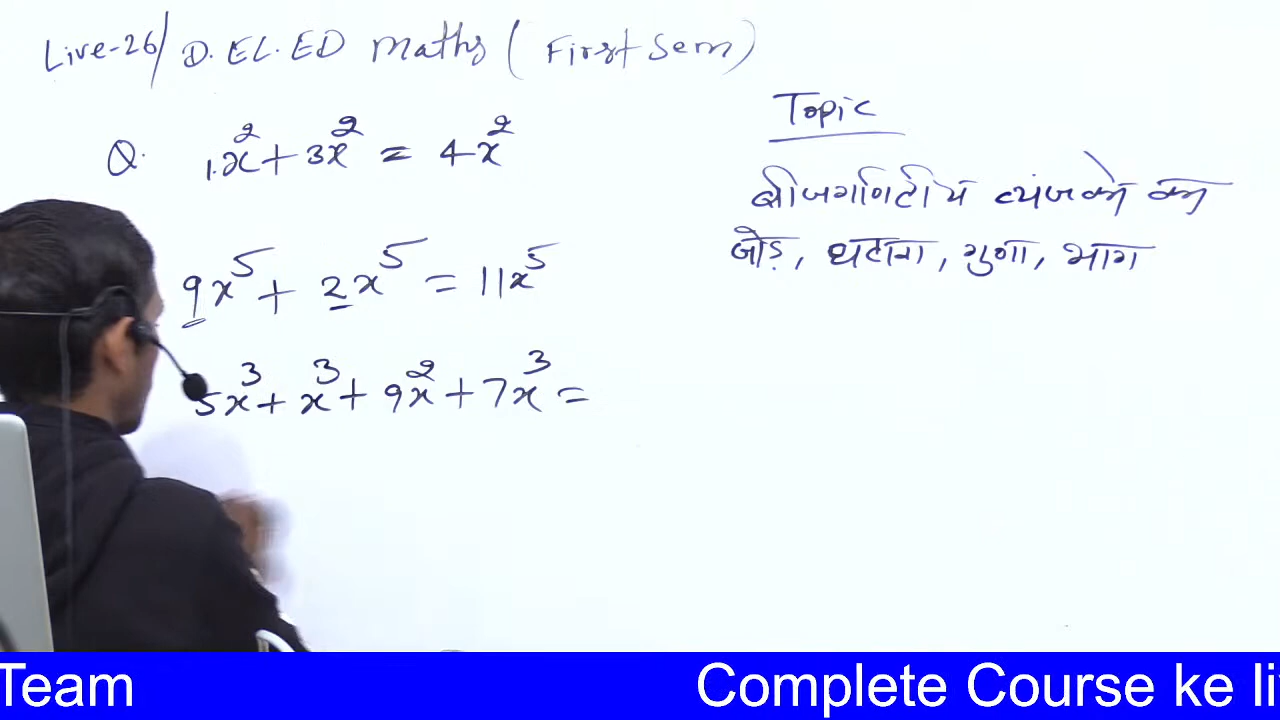 Live-26/ D.EL.ED Maths ( First Sem)
Topic
Q. 1.x² + 3x² = 4x²
बीजगणितीय व्यंजको का
जोड़, घटाना, गुणा, भाग
9x⁵ + 2x⁵ = 11x⁵
5x³ + x³ + 9x² + 7x³ =
Team Complete Course ke li